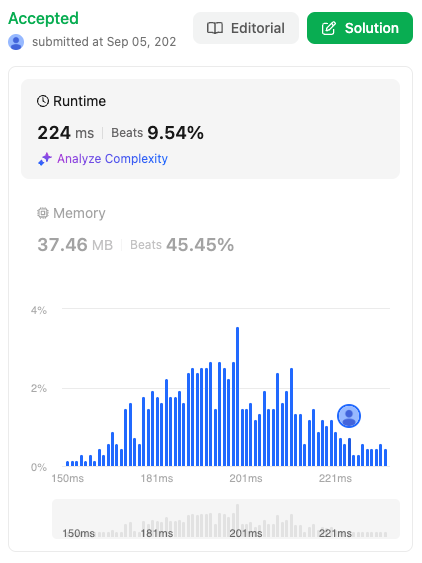 Accepted
submitted at Sep 05, 202
Editorial
Solution
Runtime
224 ms | Beats 9.54%
Analyze Complexity
Memory
37.46 MB | Beats 45.45%
4%
2%
0%
150ms 181ms 201ms 221ms
150ms 181ms 201ms 221ms